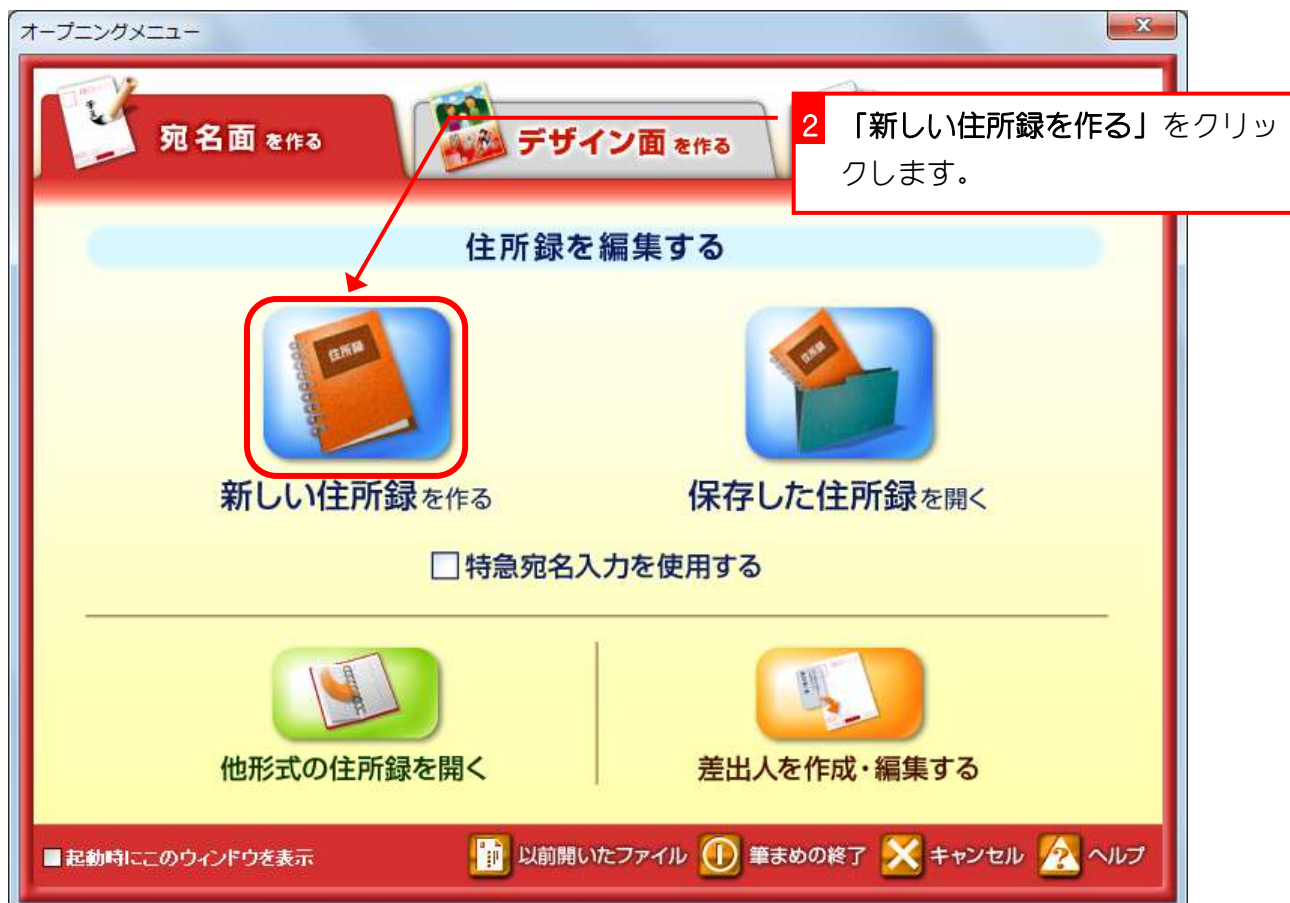 オープニングメニュー
宛名面を作る
デザイン面を作る
2 「新しい住所録を作る」をクリッ
クします。
住所録を編集する
住所録
住所録
新しい住所録を作る
保存した住所録を開く
特急宛名入力を使用する
他形式の住所録を開く
差出人を作成・編集する
起動時にこのウィンドウを表示
以前開いたファイル
筆まめの終了
キャンセル
ヘルプ